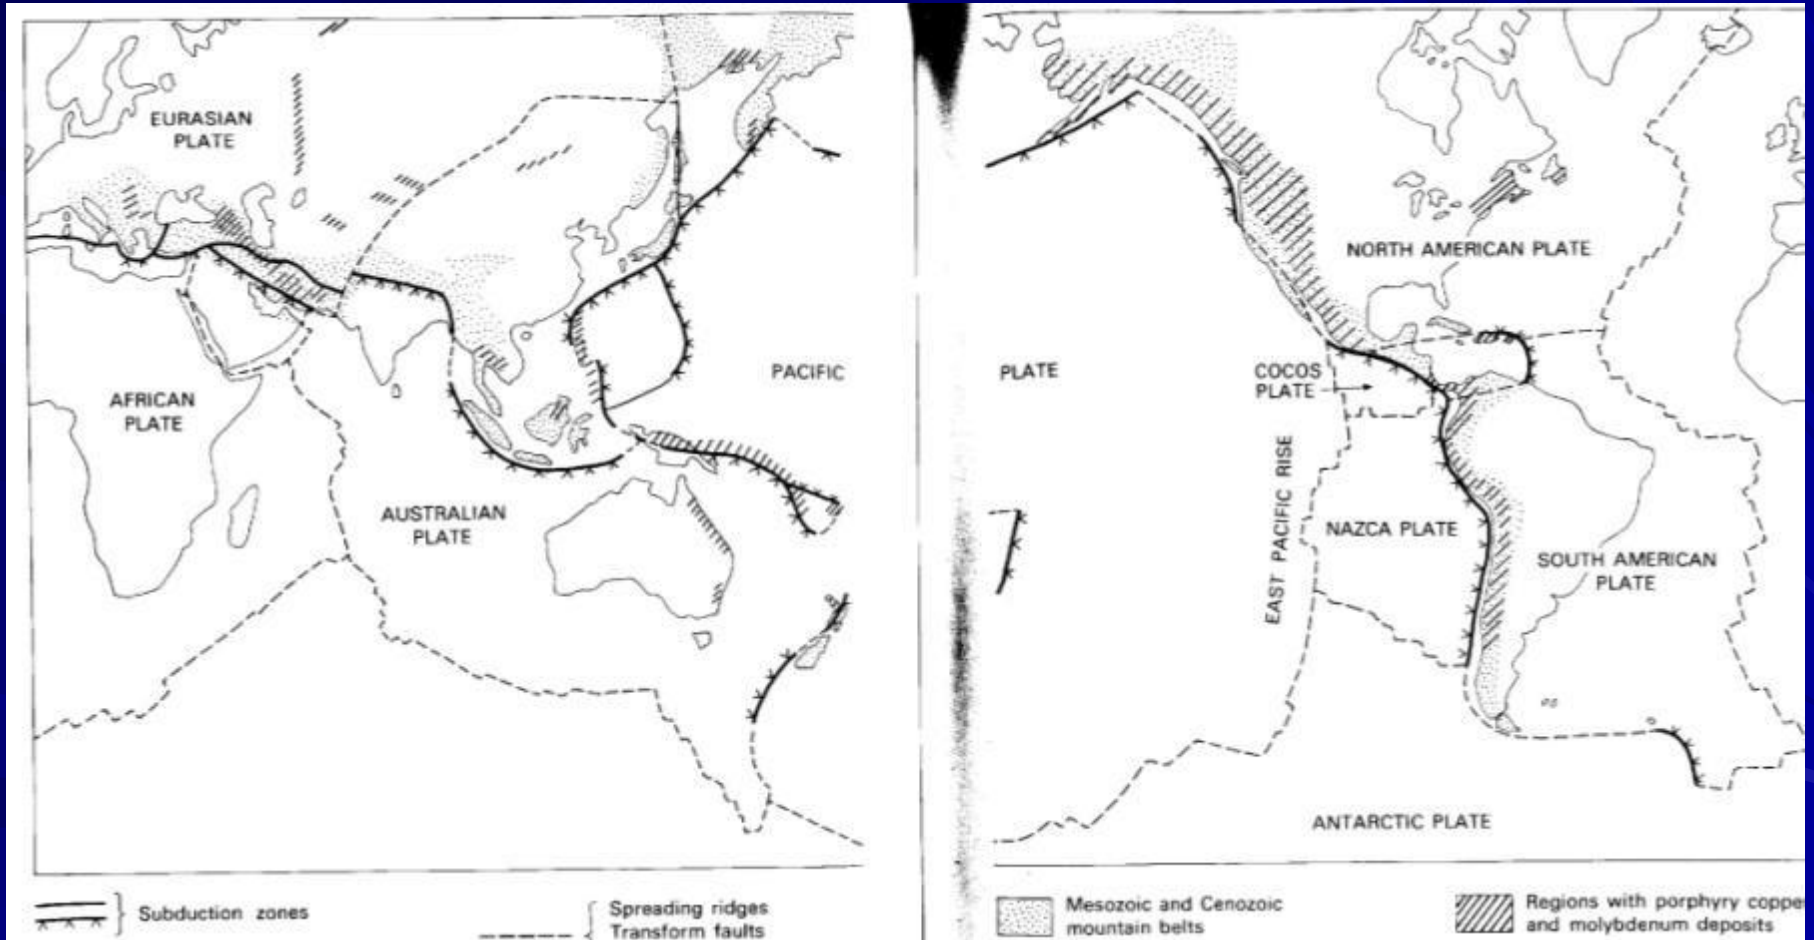 EURASIAN
PLATE
AFRICAN
PLATE
AUSTRALIAN
PLATE
PACIFIC
PLATE
NORTH AMERICAN PLATE
COCOS
PLATE
EAST PACIFIC RISE
NAZCA PLATE
SOUTH AMERICAN
PLATE
ANTARCTIC PLATE
Subduction zones
Spreading ridges
Transform faults
Mesozoic and Cenozoic
mountain belts
Regions with porphyry coppe
and molybdenum deposits